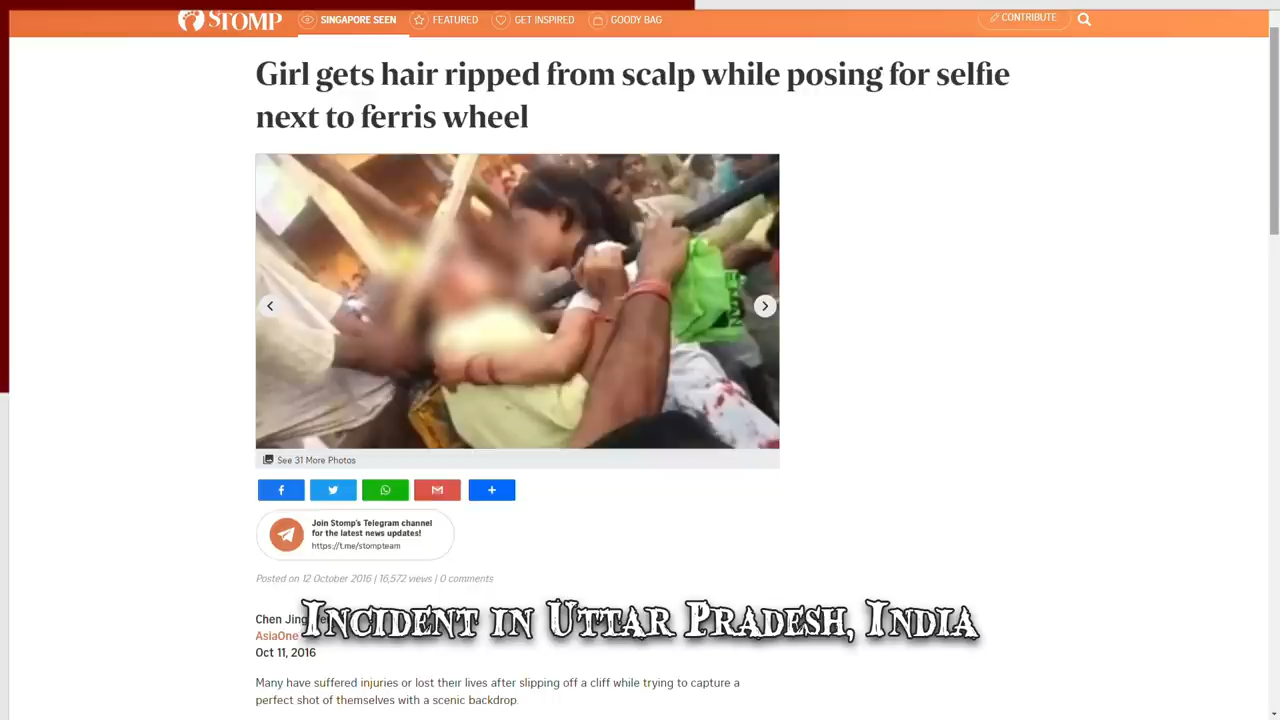 STOMP
SINGAPORE SEEN
FEATURED
GET INSPIRED
GOODY BAG
CONTRIBUTE
Girl gets hair ripped from scalp while posing for selfie
next to ferris wheel
See 31 More Photos
Join Stomp's Telegram channel
for the latest news updates!
https://t.me/stompteam
Posted on 12 October 2016 | 16,572 views | 0 comments
Incident in Uttar Pradesh, India
Chen Jing
AsiaOne
Oct 11, 2016
Many have suffered injuries or lost their lives after slipping off a cliff while trying to capture a
perfect shot of themselves with a scenic backdrop.